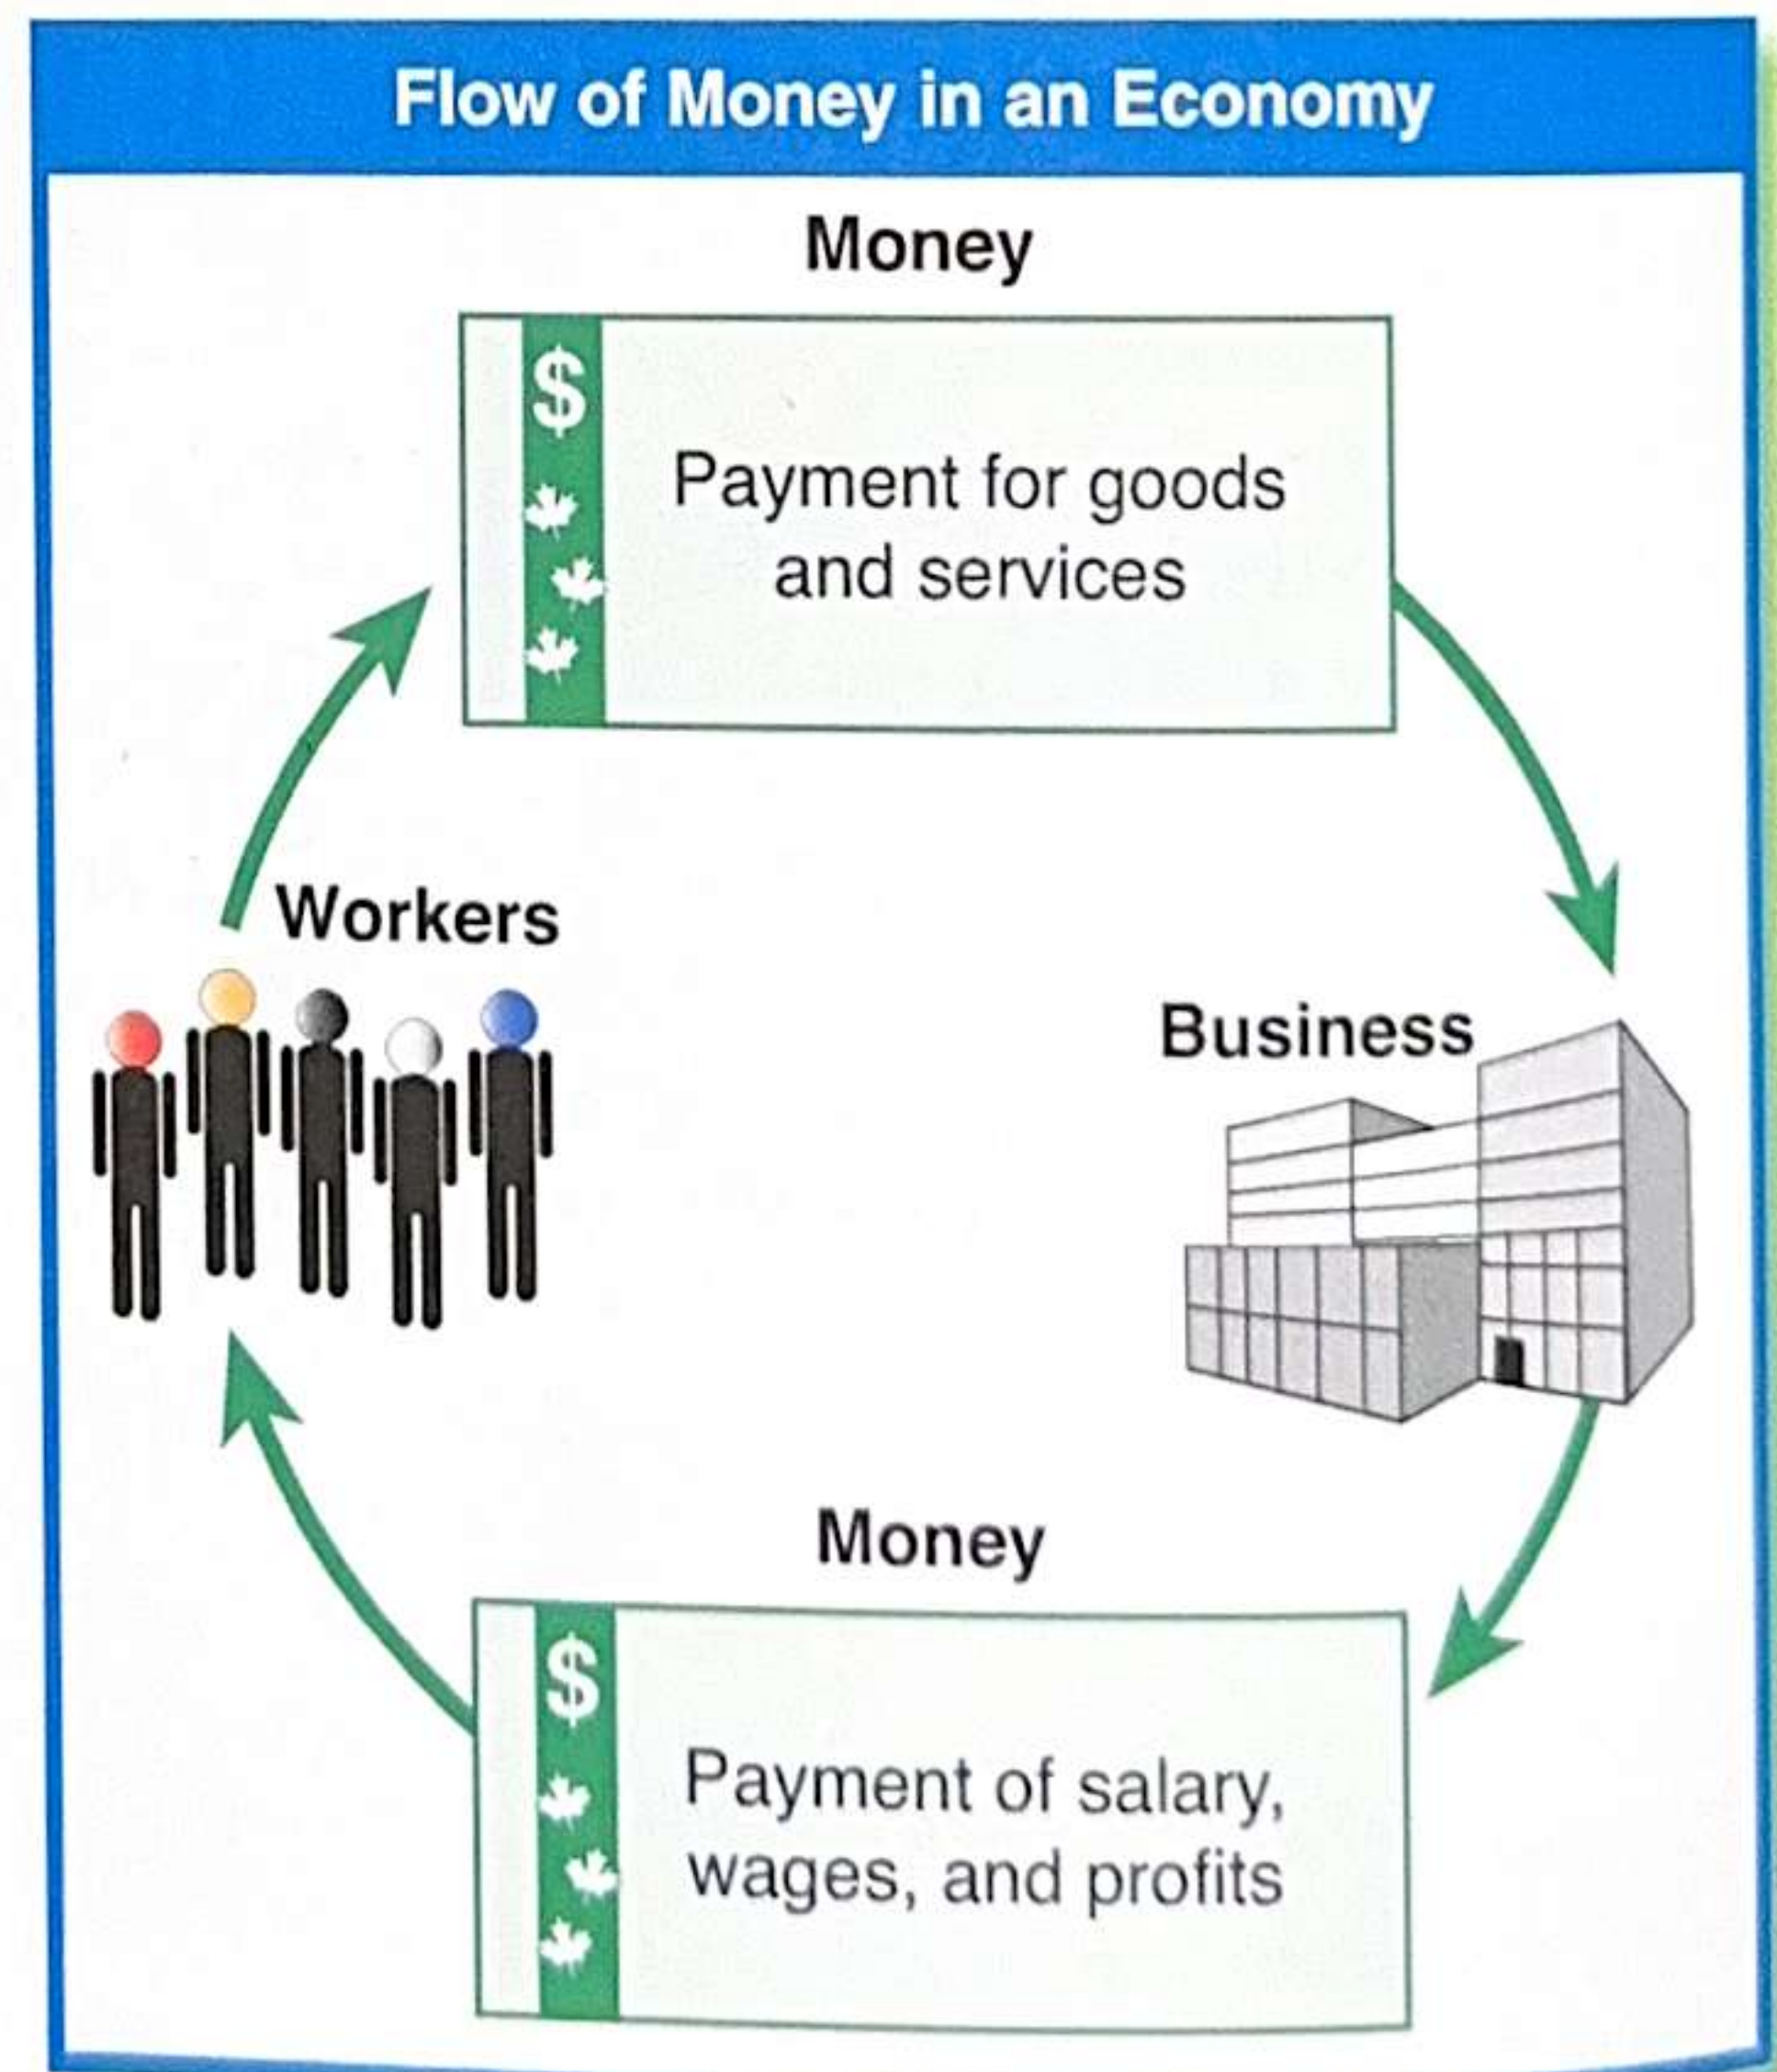 Flow of Money in an Economy
Money
$
Payment for goods
and services
Workers
Business
Money
$
Payment of salary,
wages, and profits